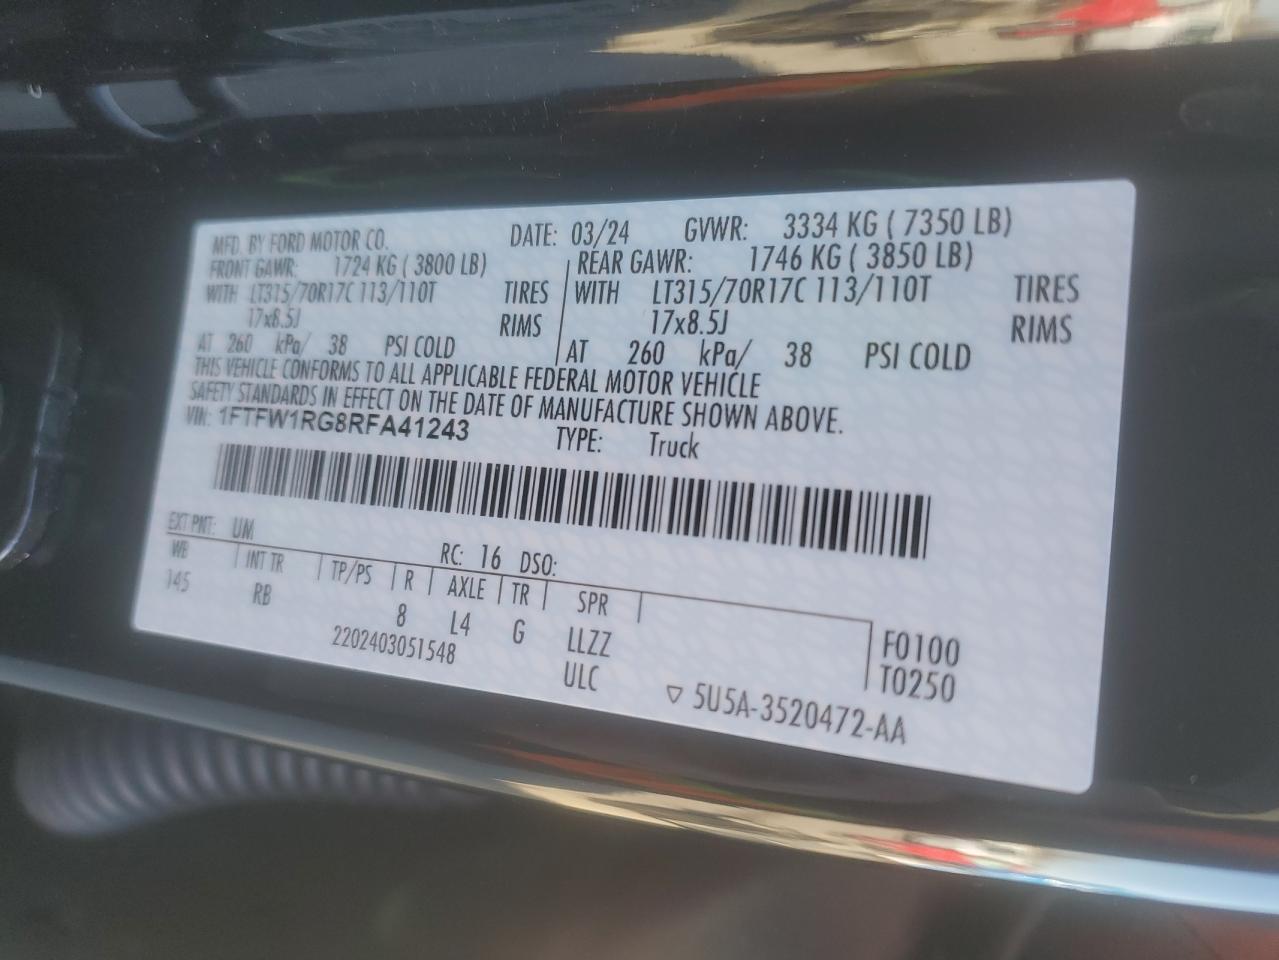 MFD. BY FORD MOTOR CO. DATE: 03/24 GVWR: 3334 KG ( 7350 LB)
FRONT GAWR: 1724 KG ( 3800 LB) REAR GAWR: 1746 KG ( 3850 LB)
WITH LT315/70R17C 113/110T TIRES WITH LT315/70R17C 113/110T TIRES
17x8.5J RIMS 17x8.5J RIMS
AT 260 kPa/ 38 PSI COLD AT 260 kPa/ 38 PSI COLD
THIS VEHICLE CONFORMS TO ALL APPLICABLE FEDERAL MOTOR VEHICLE
SAFETY STANDARDS IN EFFECT ON THE DATE OF MANUFACTURE SHOWN ABOVE.
VIN: 1FTFW1RG8RFA41243 TYPE: Truck
EXT PNT: UM RC: 16 DSO:
WB INT TR TP/PS R AXLE TR SPR
145 RB 8 L4 G LLZZ F0100
2202403051548 ULC T0250
▽ 5U5A-3520472-AA